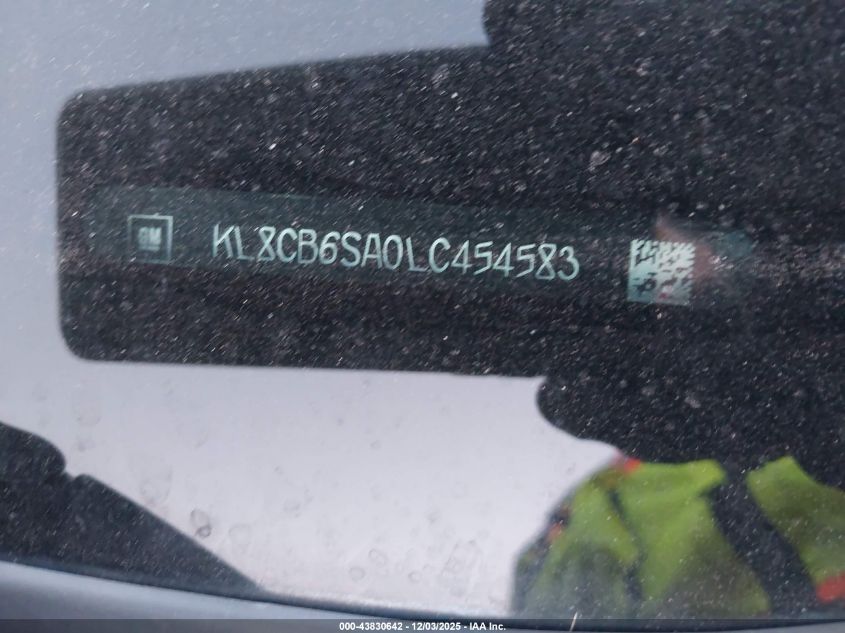 GM
KL8CB6SA0LC454583
000-43830642 - 12/03/2025 - IAA Inc.